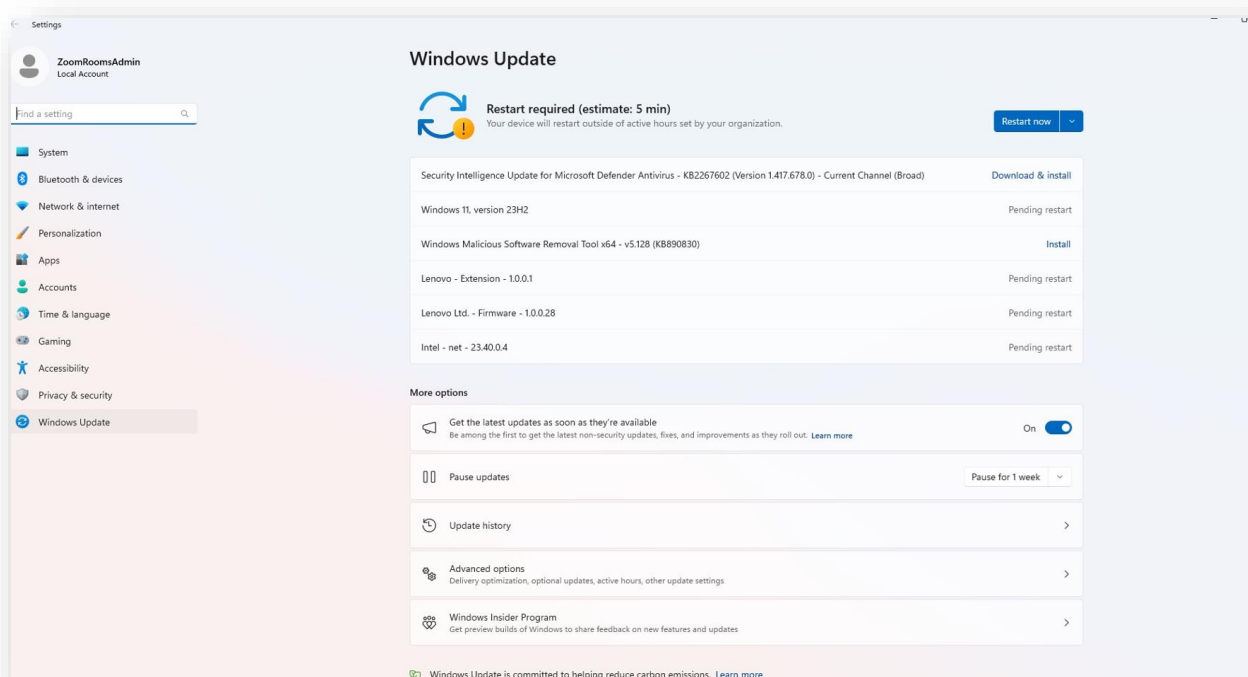 Settings
ZoomRoomsAdmin
Local Account
Find a setting
System
Bluetooth & devices
Network & internet
Personalization
Apps
Accounts
Time & language
Gaming
Accessibility
Privacy & security
Windows Update
Windows Update
Restart required (estimate: 5 min)
Your device will restart outside of active hours set by your organization.
Restart now
Security Intelligence Update for Microsoft Defender Antivirus - KB2267602 (Version 1.417.678.0) - Current Channel (Broad) Download & install
Windows 11, version 23H2 Pending restart
Windows Malicious Software Removal Tool x64 - v5.128 (KB890830) Install
Lenovo - Extension - 1.0.0.1 Pending restart
Lenovo Ltd. - Firmware - 1.0.0.28 Pending restart
Intel - net - 23.40.0.4 Pending restart
More options
Get the latest updates as soon as they're available
Be among the first to get the latest non-security updates, fixes, and improvements as they roll out. Learn more
On
Pause updates Pause for 1 week
Update history
Advanced options
Delivery optimization, optional updates, active hours, other update settings
Windows Insider Program
Get preview builds of Windows to share feedback on new features and updates
Windows Update is committed to helping reduce carbon emissions. Learn more